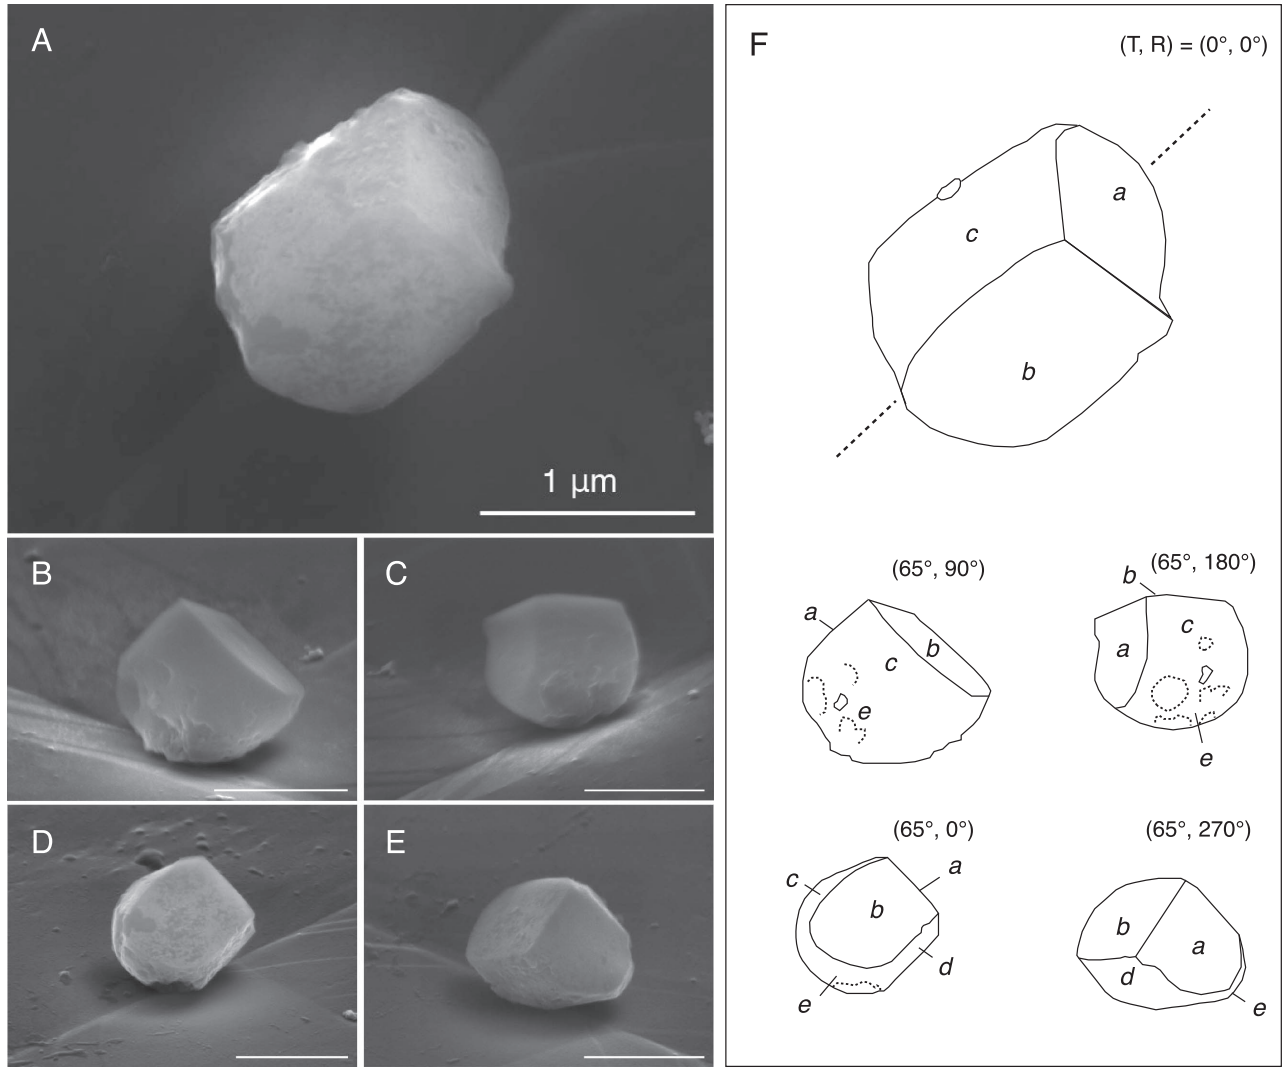 A
1 μm
B
C
D
E
F
(T, R) = (0°, 0°)
a
c
b
(65°, 90°)
a
b
c
e
(65°, 180°)
b
c
a
e
(65°, 0°)
c
a
b
d
e
(65°, 270°)
b
a
d
e